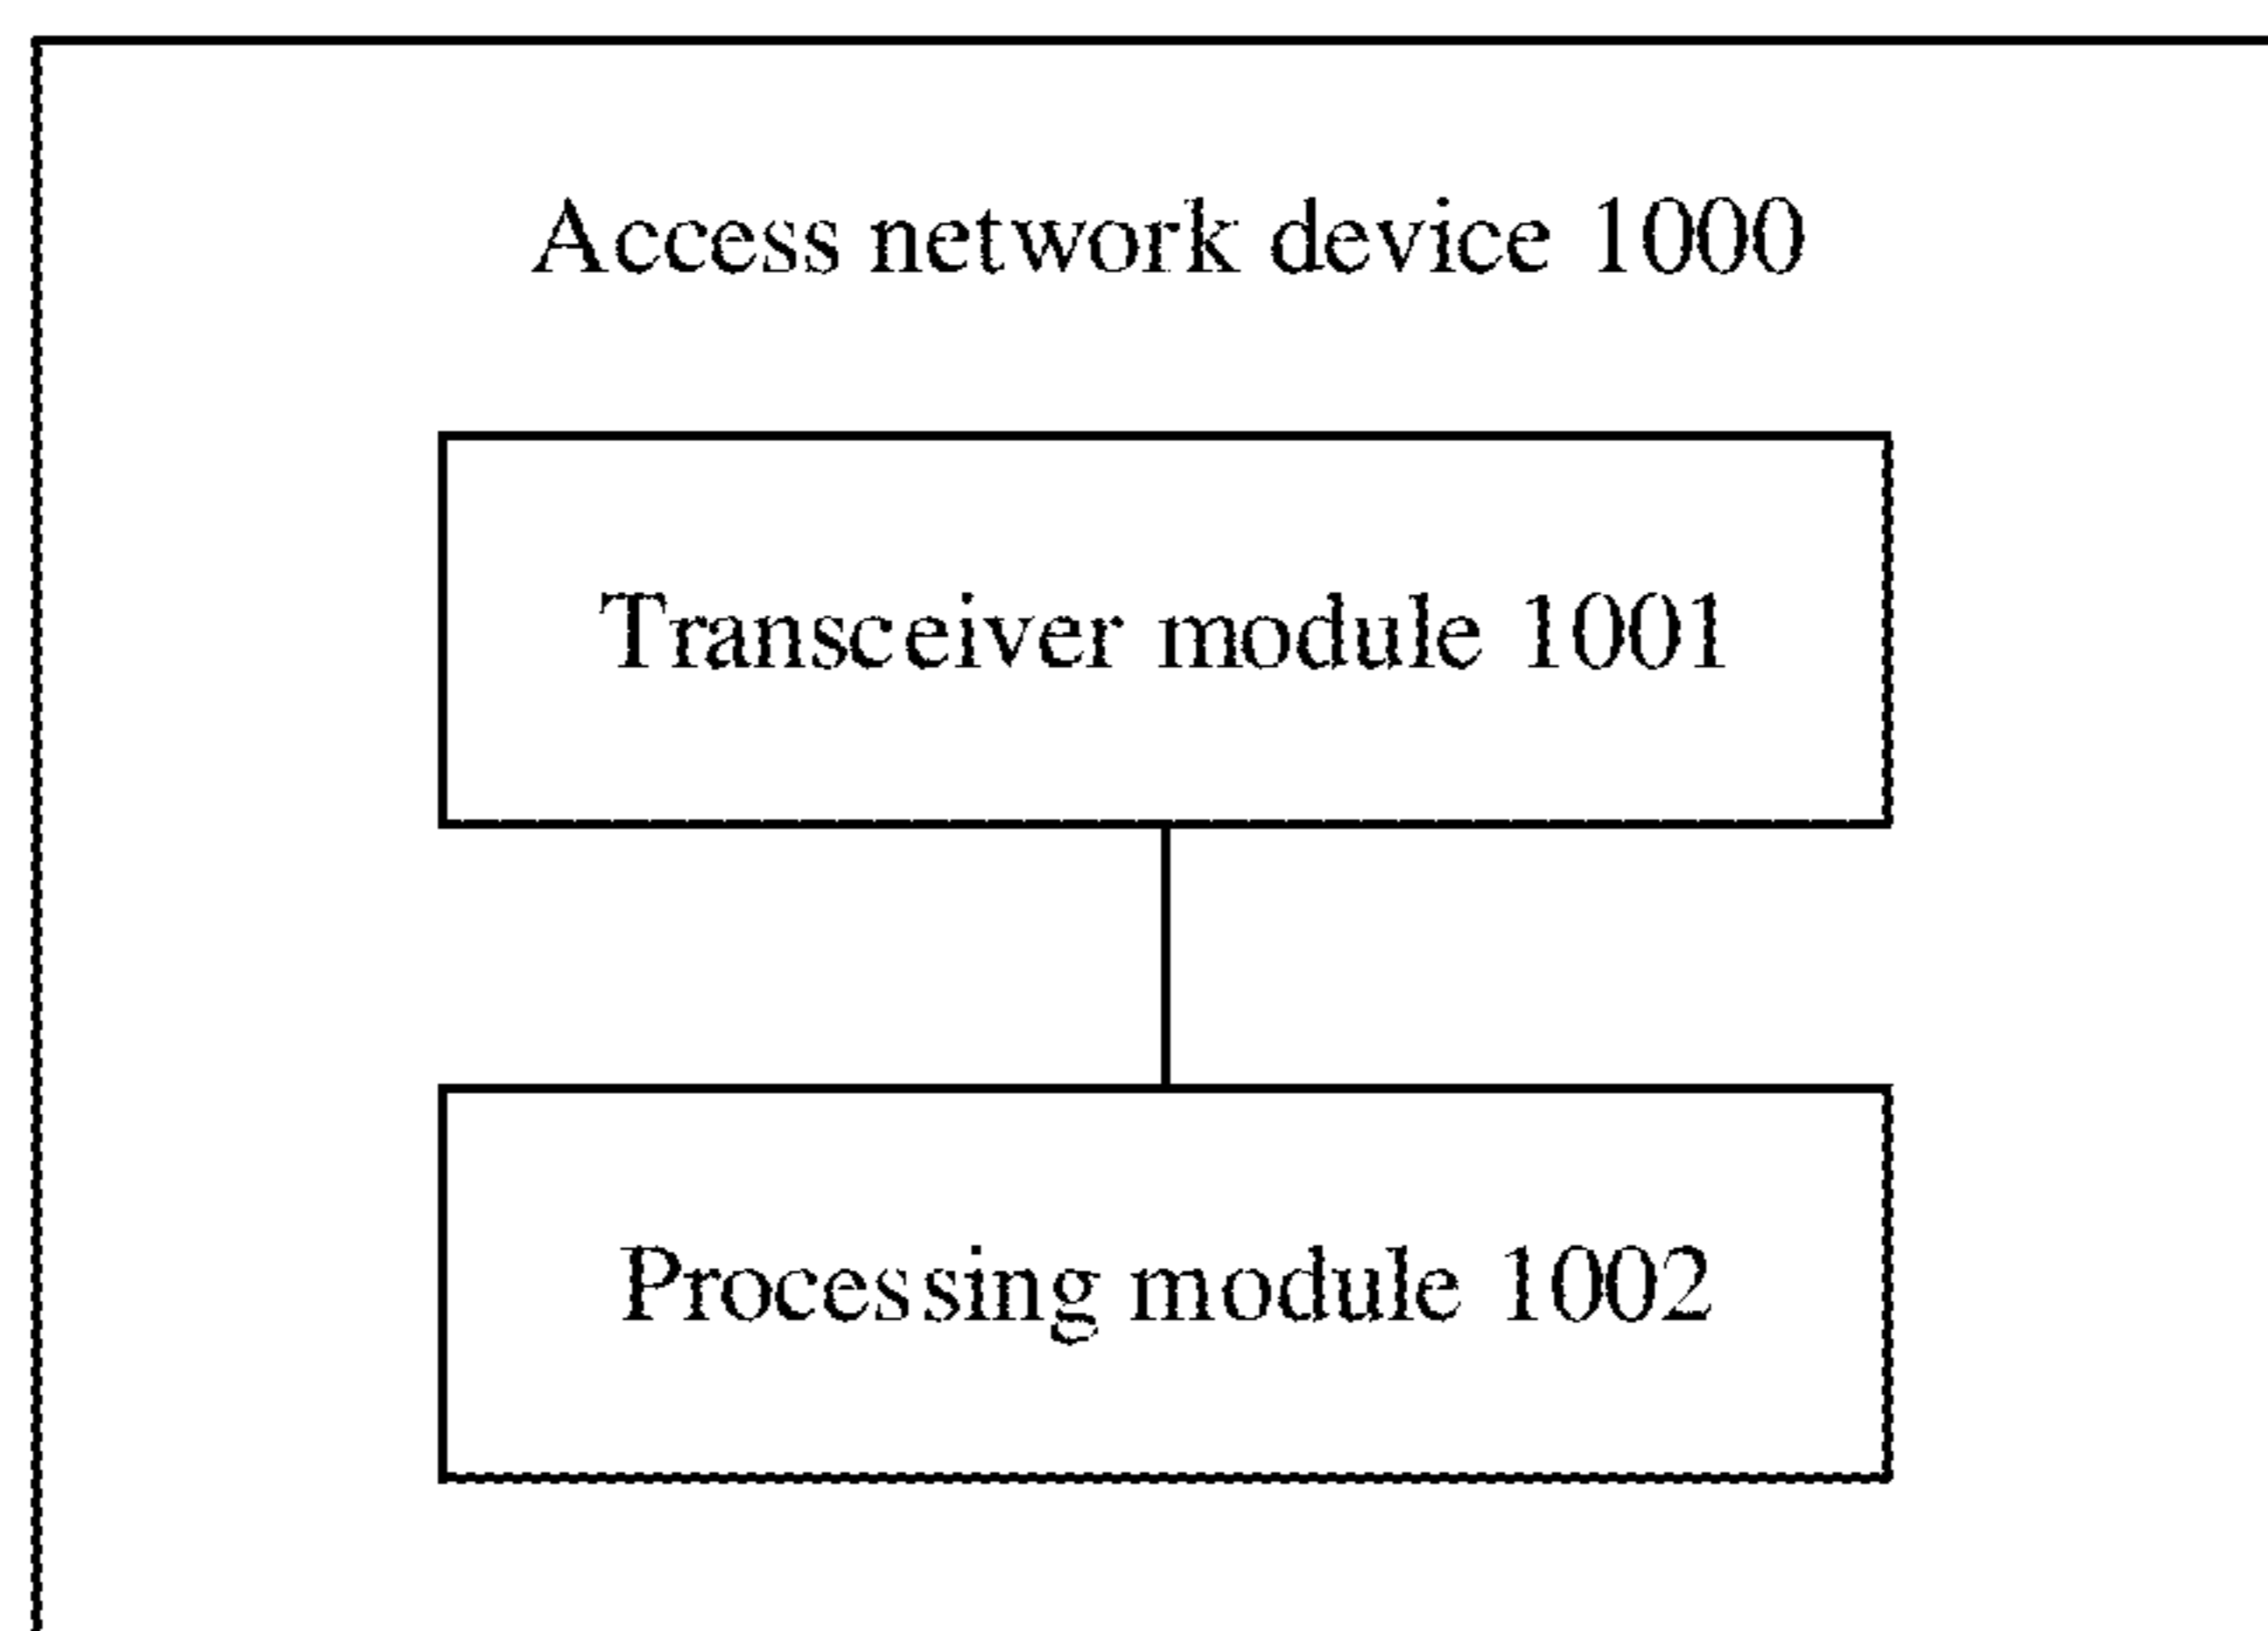 Access network device 1000
Transceiver module 1001
Processing module 1002